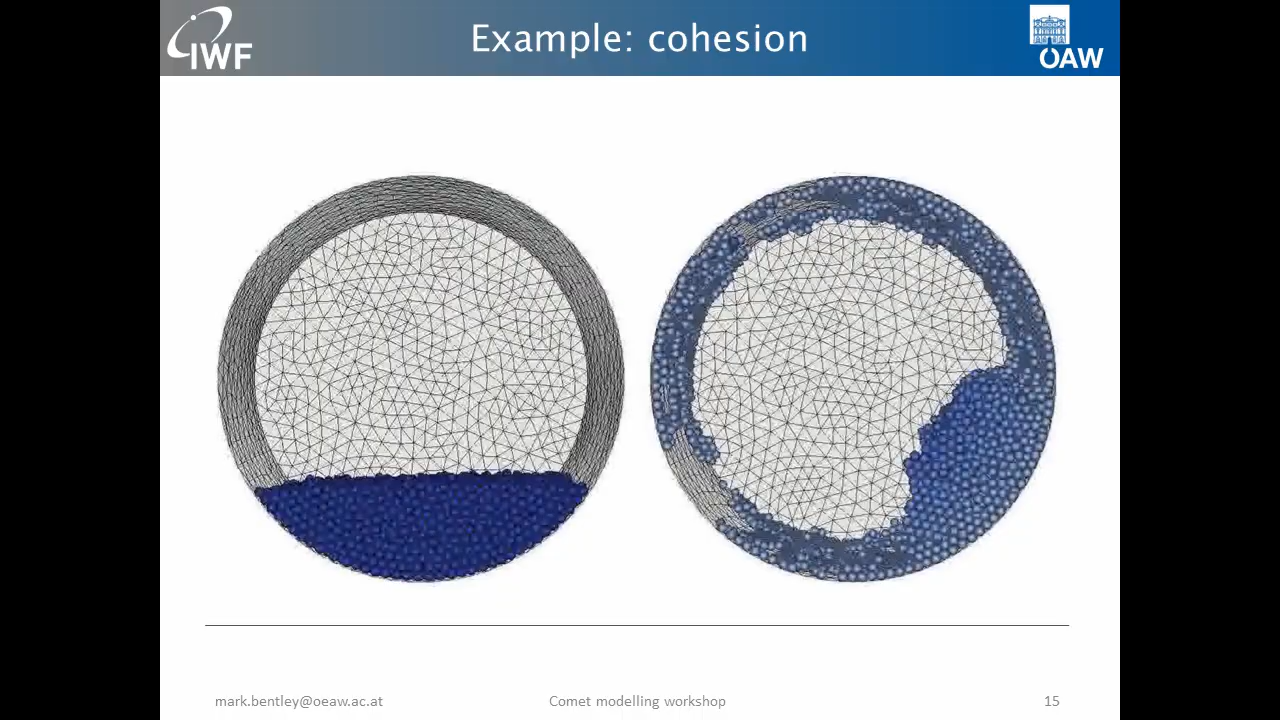 IWF
Example: cohesion
ÖAW
mark.bentley@oeaw.ac.at
Comet modelling workshop
15